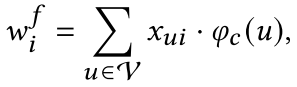 $w_i^f = \sum_{u \in \mathcal{V}} x_{ui} \cdot \varphi_c(u),$